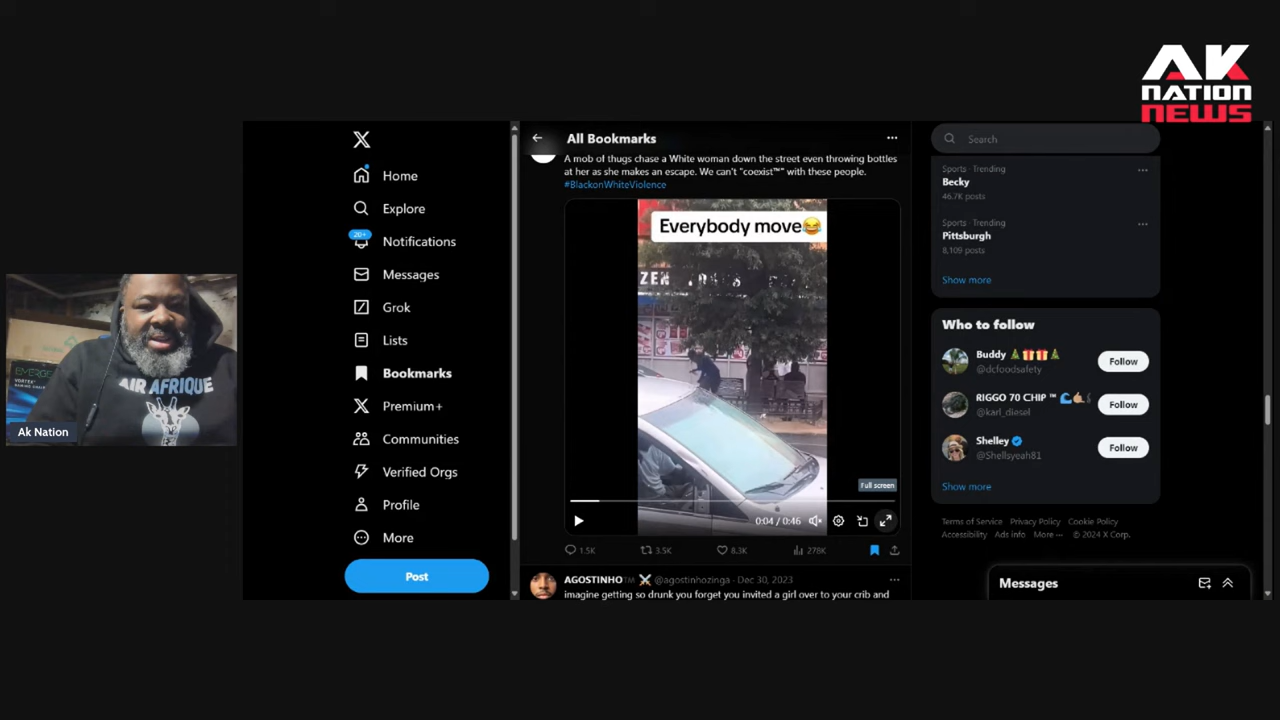 AK
NATION
NEWS
Home
Explore
20+
Notifications
Messages
Grok
Lists
Bookmarks
Premium+
Communities
Verified Orgs
Profile
More
Post
AIR AFRIQUE
Ak Nation
All Bookmarks
A mob of thugs chase a White woman down the street even throwing bottles
at her as she makes an escape. We can't "coexist™" with these people.
#BlackonWhiteViolence
Everybody move😂
Full screen
0:04 / 0:46
1.5K 3.5K 8.3K 278K
AGOSTINHO™ ⚔️ @agostinhozinga · Dec 30, 2023
imagine getting so drunk you forget you invited a girl over to your crib and
Search
Sports · Trending
Becky
46.7K posts
Sports · Trending
Pittsburgh
8,109 posts
Show more
Who to follow
Buddy 🎄🎁🎁🎄
@dcfoodsafety
Follow
RIGGO 70 CHIP ™
@karl_diesel
Follow
Shelley
@Shellsyeah81
Follow
Show more
Terms of Service Privacy Policy Cookie Policy
Accessibility Ads info More ··· © 2024 X Corp.
Messages